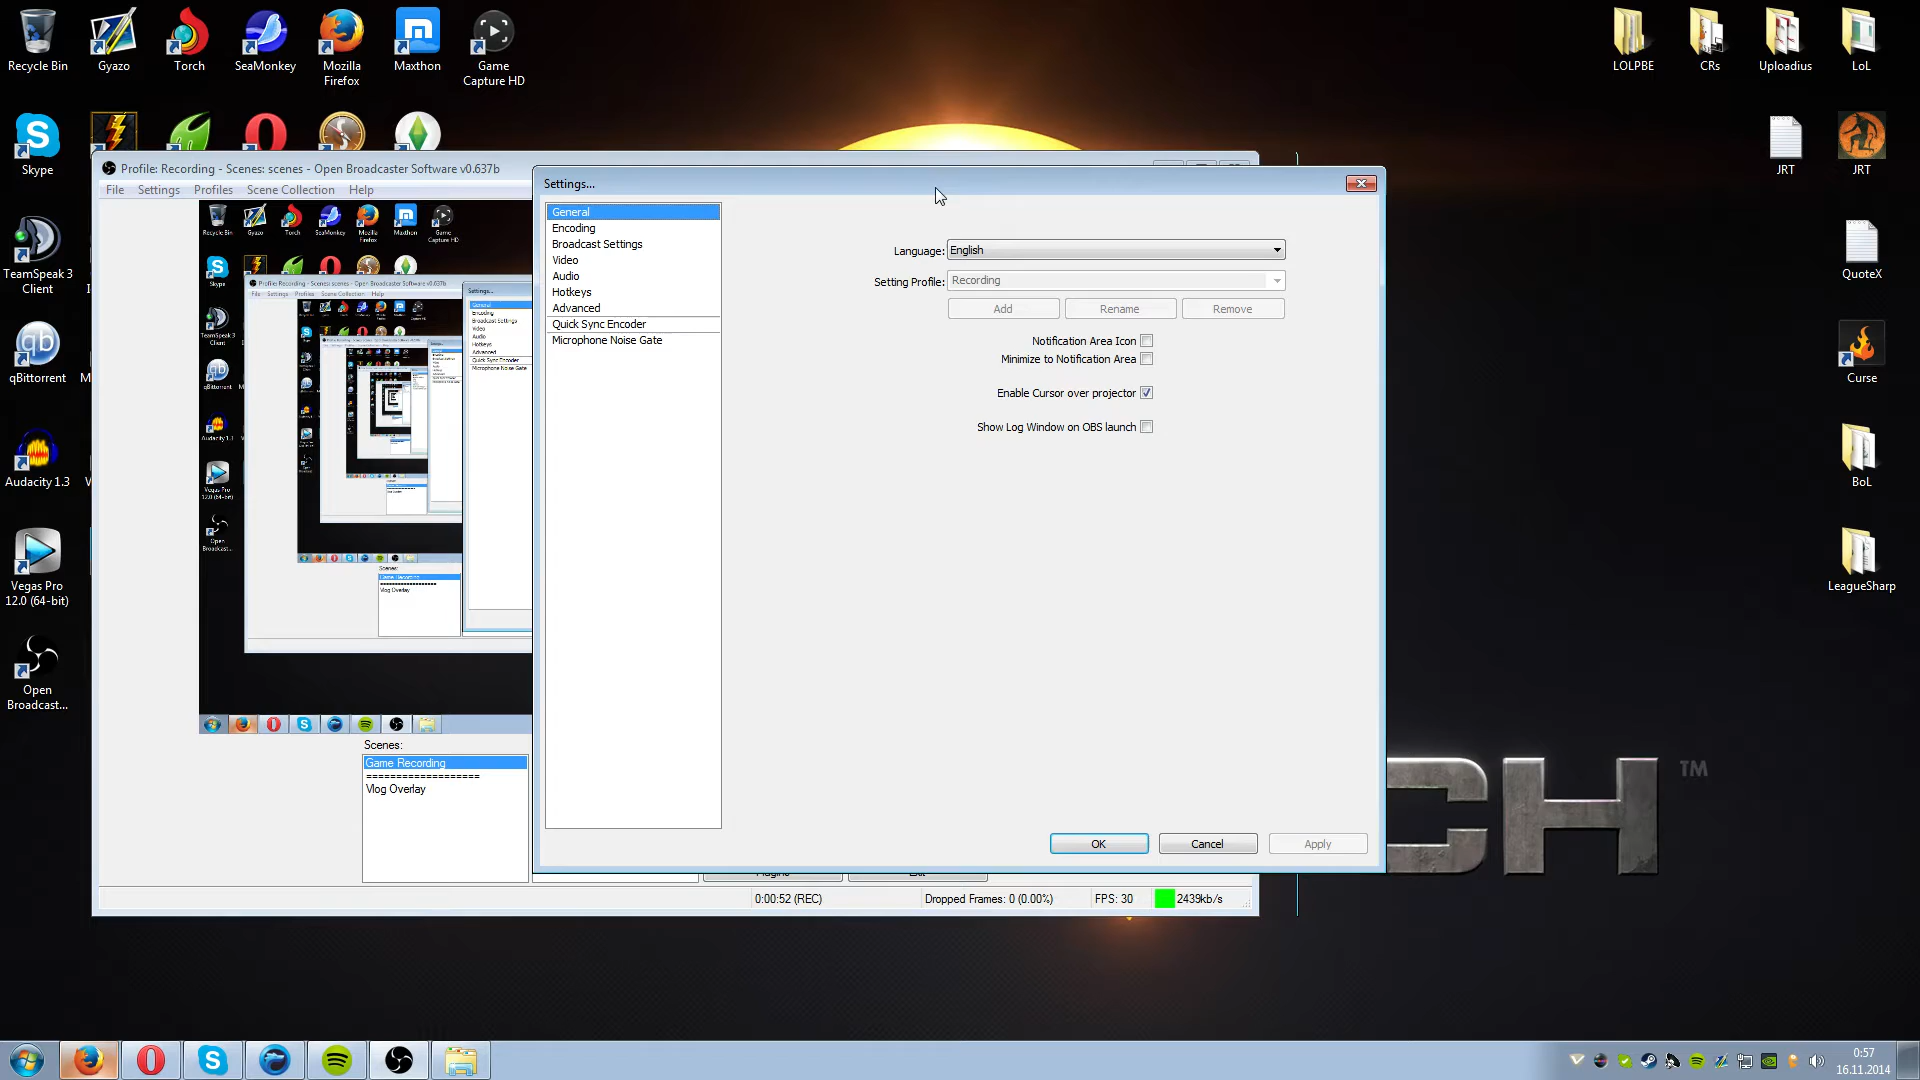 Recycle Bin
Gyazo
Torch
SeaMonkey
Mozilla
Firefox
Maxthon
Game
Capture HD
LOLPBE
CRs
Uploadius
LoL
Skype
JRT
JRT
TeamSpeak 3
Client
QuoteX
qBittorrent
Curse
Audacity 1.3
BoL
Vegas Pro
12.0 (64-bit)
LeagueSharp
Open
Broadcast...
Profile: Recording - Scenes: scenes - Open Broadcaster Software v0.637b
File
Settings
Profiles
Scene Collection
Help
Settings...
General
Encoding
Broadcast Settings
Video
Audio
Hotkeys
Advanced
Quick Sync Encoder
Microphone Noise Gate
Language: English
Setting Profile: Recording
Add
Rename
Remove
Notification Area Icon
Minimize to Notification Area
Enable Cursor over projector
Show Log Window on OBS launch
OK
Cancel
Apply
Scenes:
Game Recording
===================
Vlog Overlay
0:00:52 (REC)
Dropped Frames: 0 (0.00%)
FPS: 30
2439kb/s
CH TM
0:57
16.11.2014